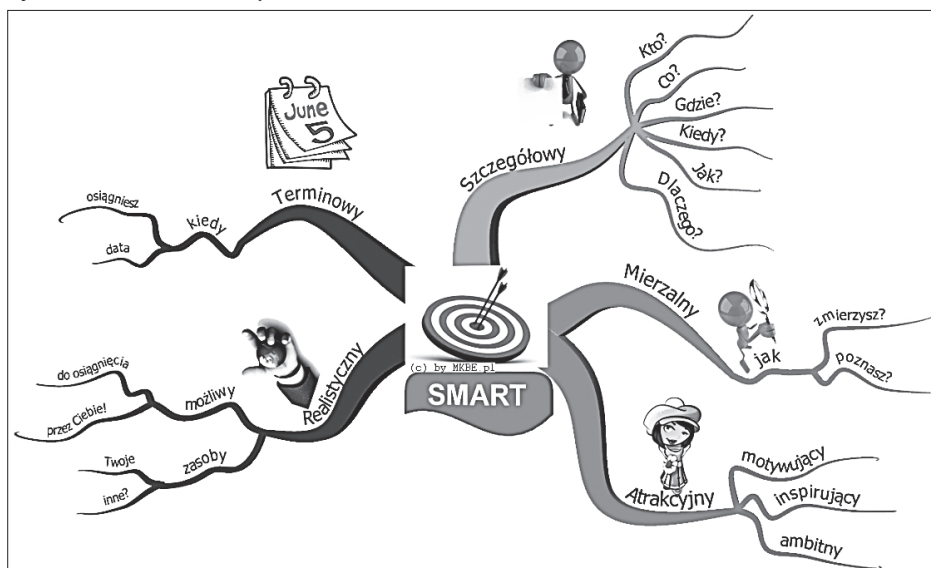 Szczegółowy
Kto?
Co?
Gdzie?
Kiedy?
Jak?
Dlaczego?
Mierzalny
jak
zmierzysz?
poznasz?
Atrakcyjny
motywujący
inspirujący
ambitny
Realistyczny
możliwy
do osiągnięcia
przez Ciebie!
zasoby
Twoje
inne?
Terminowy
kiedy
osiągniesz
data
June
5
(c) by MKBE.pl
SMART